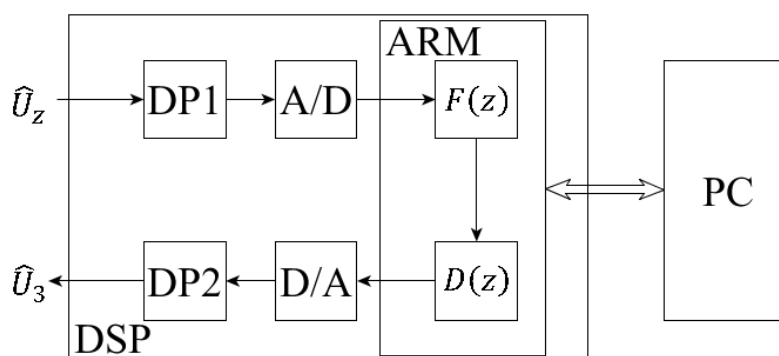 ARM
Û_z
DP1
A/D
F(z)
PC
Û_3
DP2
D/A
D(z)
DSP